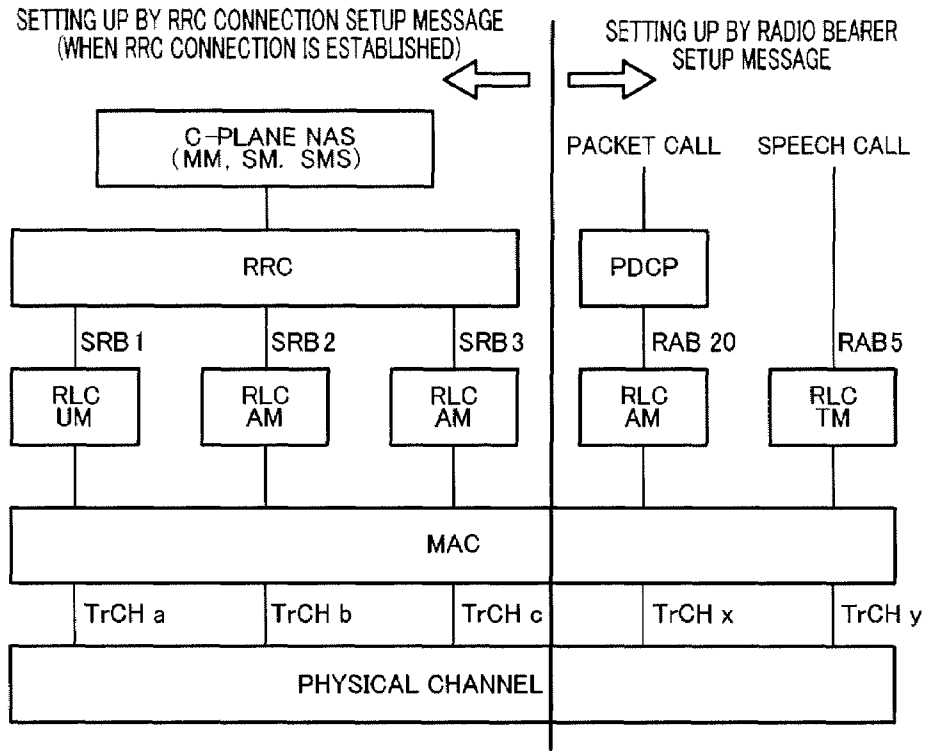 SETTING UP BY RRC CONNECTION SETUP MESSAGE
(WHEN RRC CONNECTION IS ESTABLISHED)
SETTING UP BY RADIO BEARER
SETUP MESSAGE
C-PLANE NAS
(MM, SM. SMS)
PACKET CALL
SPEECH CALL
RRC
PDCP
SRB1
SRB2
SRB3
RAB 20
RAB5
RLC
UM
RLC
AM
RLC
AM
RLC
AM
RLC
TM
MAC
TrCH a
TrCH b
TrCH c
TrCH x
TrCH y
PHYSICAL CHANNEL